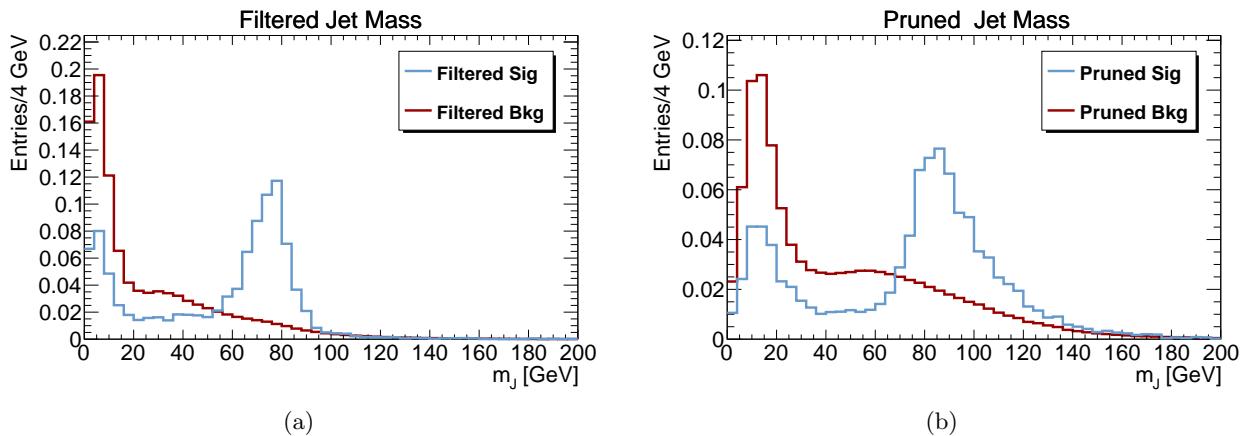 Filtered Jet Mass
Entries/4 GeV
0.22
0.2
0.18
0.16
0.14
0.12
0.1
0.08
0.06
0.04
0.02
0
Filtered Sig
Filtered Bkg
0 20 40 60 80 100 120 140 160 180 200
m_J [GeV]
(a)
Pruned Jet Mass
Entries/4 GeV
0.12
0.1
0.08
0.06
0.04
0.02
0
Pruned Sig
Pruned Bkg
0 20 40 60 80 100 120 140 160 180 200
m_J [GeV]
(b)